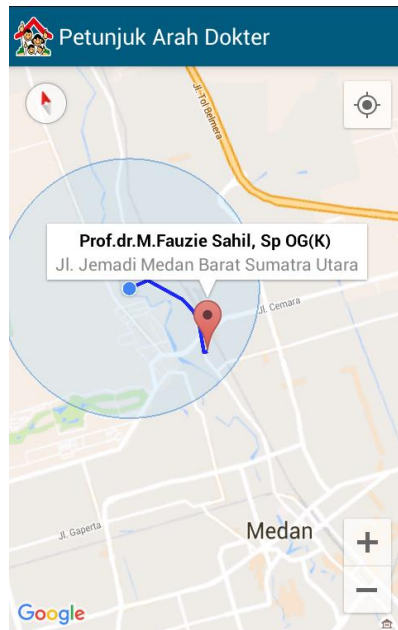 Petunjuk Arah Dokter
Jl. Tol Belmera
Prof.dr.M.Fauzie Sahil, Sp OG(K)
Jl. Jemadi Medan Barat Sumatra Utara
Jl. Cemara
Jl. Gaperta
Medan
+
−
Google